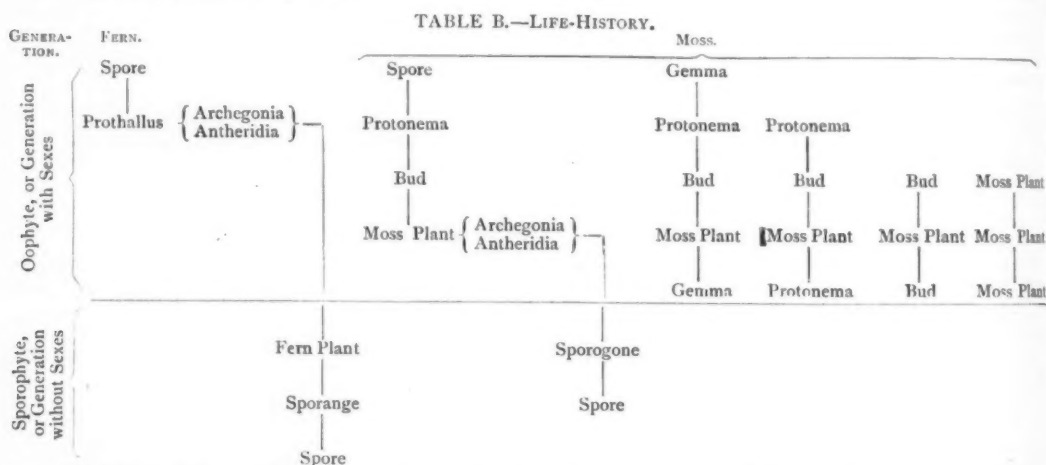 TABLE B.—LIFE-HISTORY.
GENERA-
TION.
FERN.
MOSS.
Oophyte, or Generation
with Sexes
Spore
Prothallus { Archegonia
Antheridia }
Spore
Protonema
Bud
Moss Plant { Archegonia
Antheridia }
Gemma
Protonema
Bud
Moss Plant
Gemma
Protonema
Bud
Moss Plant
Protonema
Bud
Moss Plant
Bud
Moss Plant
Moss Plant
Moss Plant
Sporophyte,
or Generation
without Sexes
Fern Plant
Sporange
Spore
Sporogone
Spore